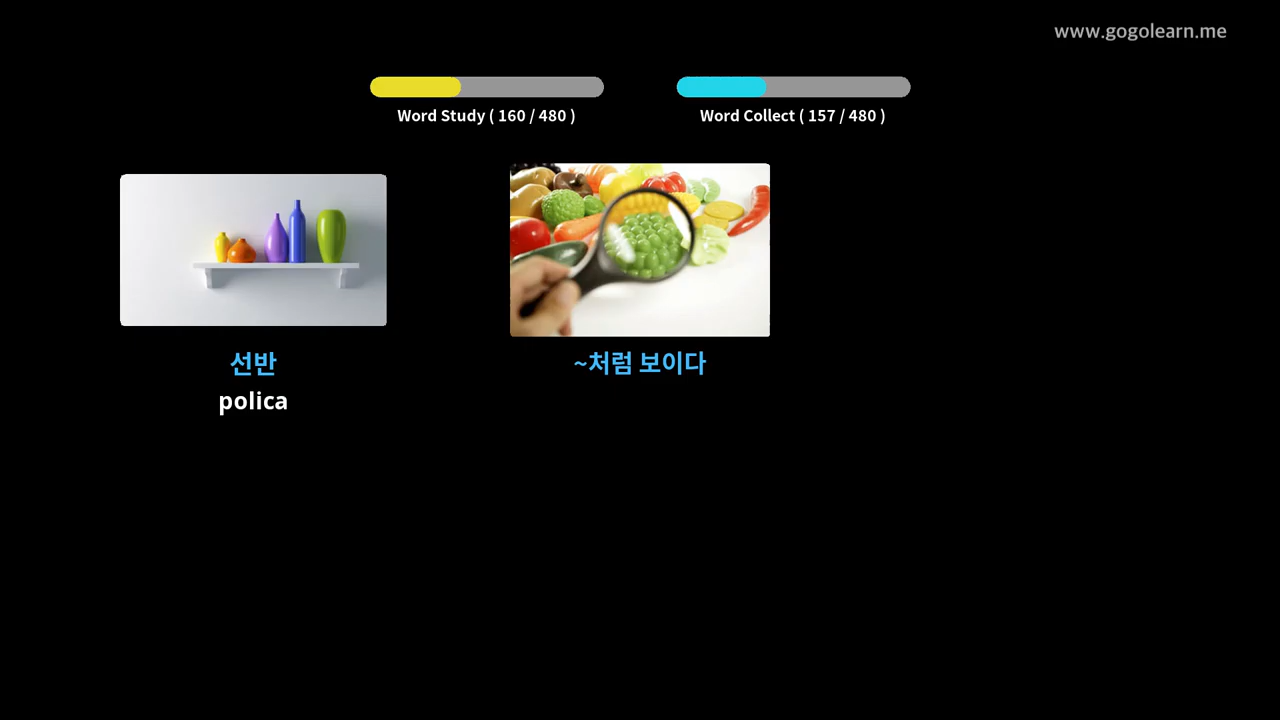 www.gogolearn.me
Word Study ( 160 / 480 )
Word Collect ( 157 / 480 )
선반
polica
~처럼 보이다